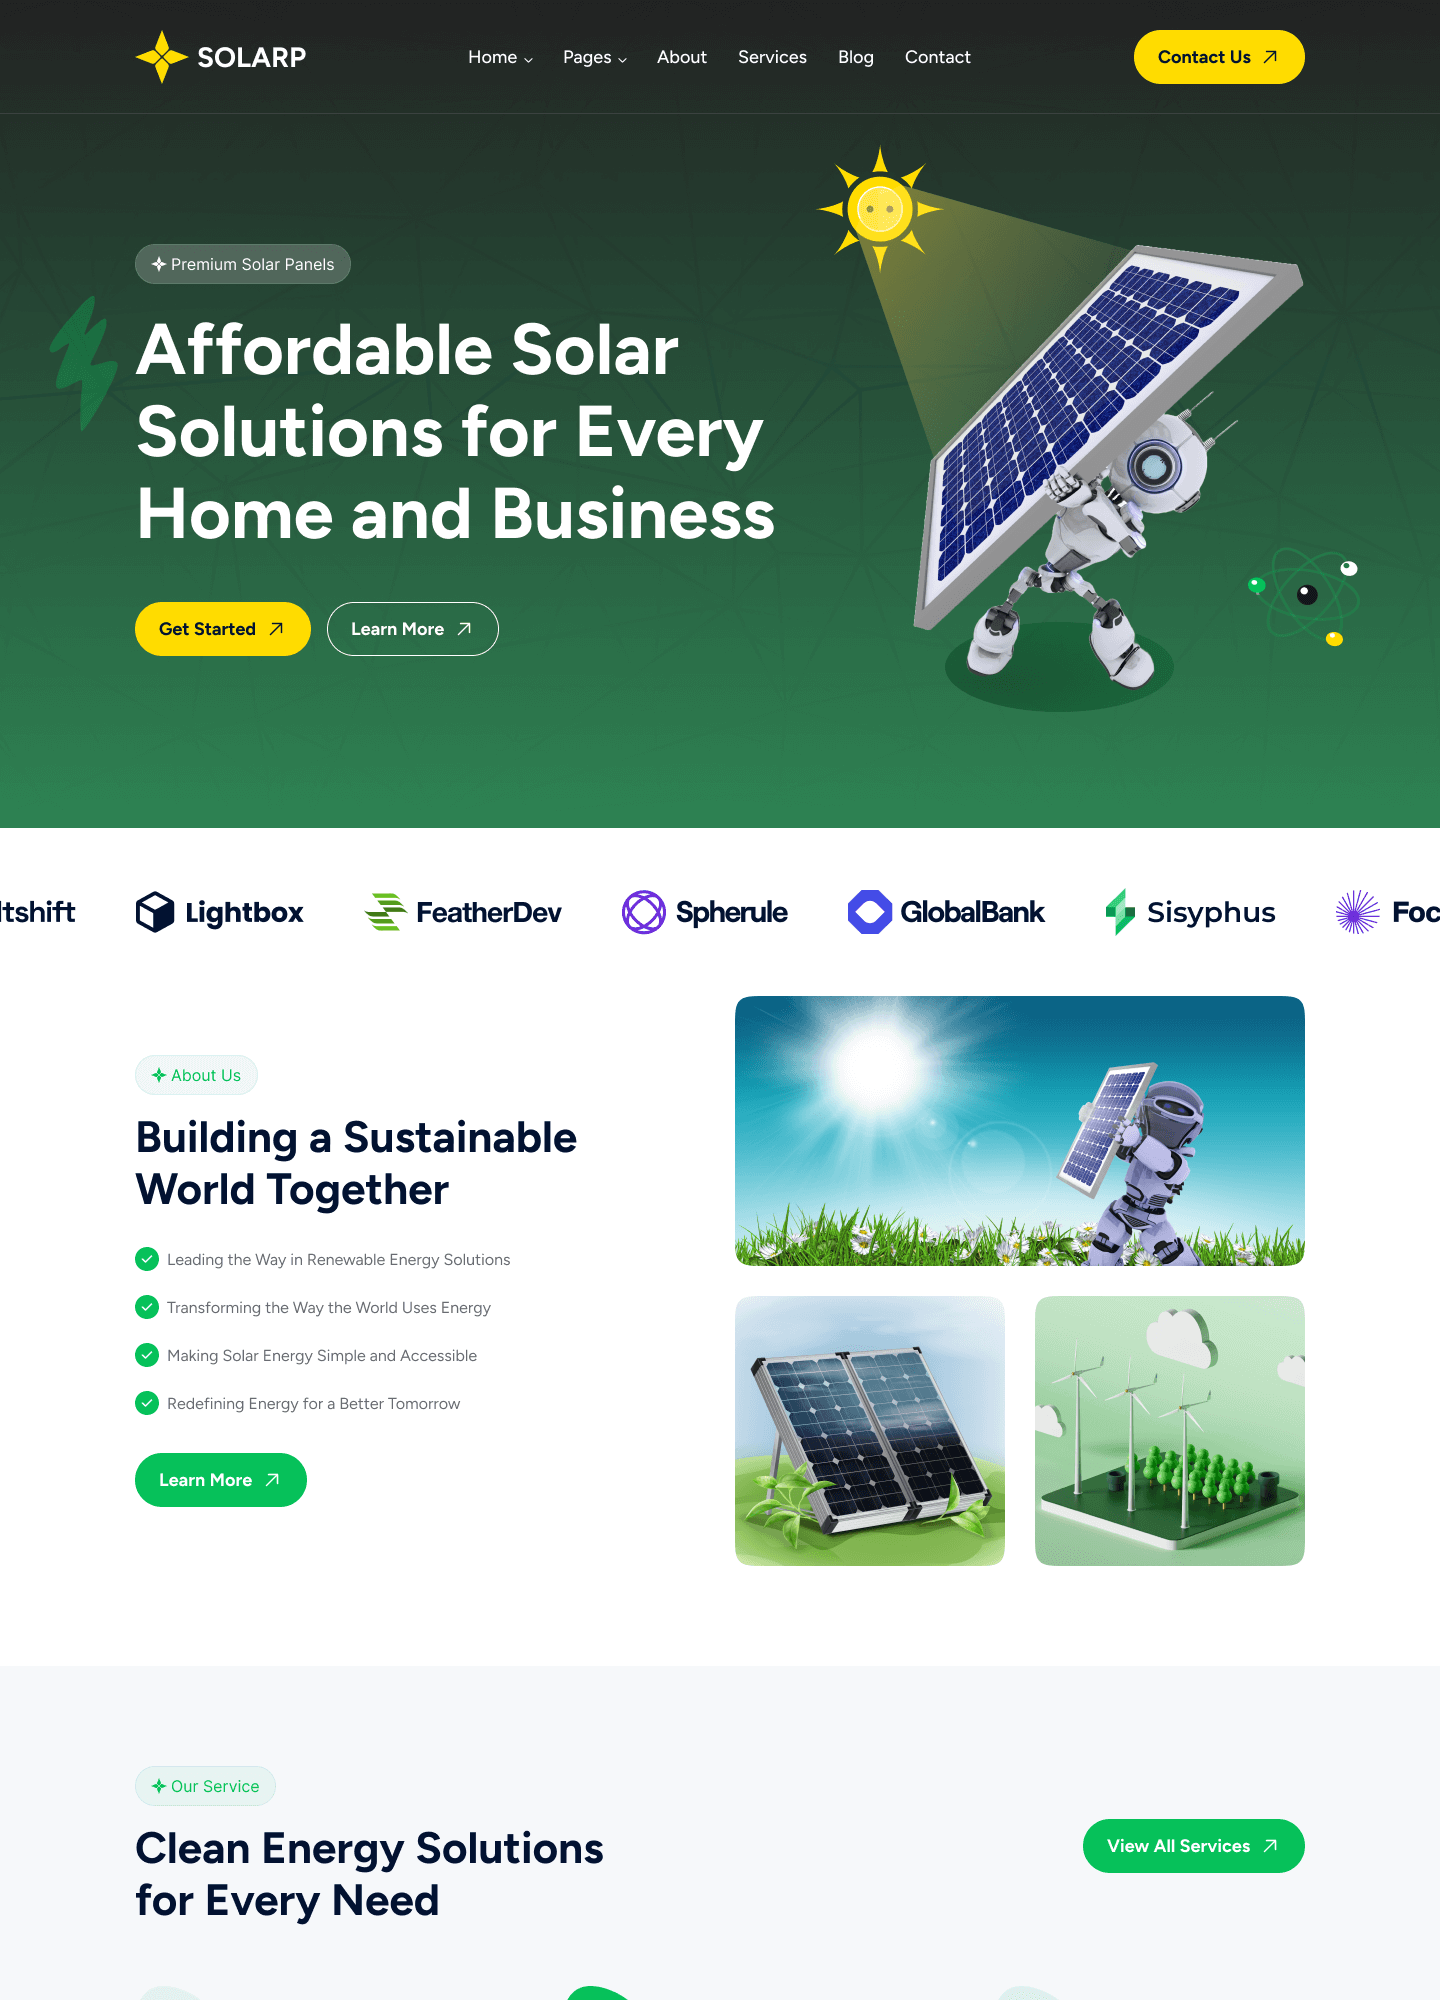 SOLARP
Home Pages About Services Blog Contact
Contact Us
Premium Solar Panels
Affordable Solar
Solutions for Every
Home and Business
Get Started Learn More
ltshift Lightbox FeatherDev Spherule GlobalBank Sisyphus Foc
About Us
Building a Sustainable
World Together
Leading the Way in Renewable Energy Solutions
Transforming the Way the World Uses Energy
Making Solar Energy Simple and Accessible
Redefining Energy for a Better Tomorrow
Learn More
Our Service
Clean Energy Solutions
for Every Need
View All Services